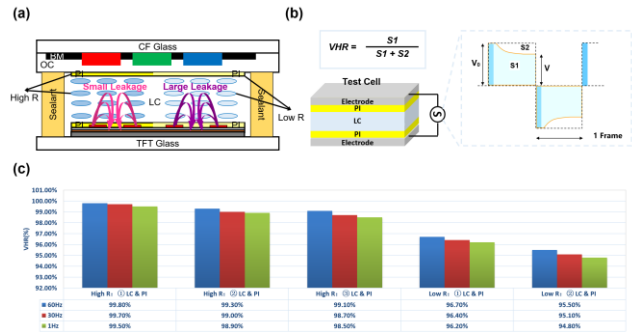 (a)
CF Glass
BM
OC
PI
PI
High R
Small Leakage
Large Leakage
LC
Low R
Sealant
Sealant
PI
PI
TFT Glass
(b)
VHR = S1 / S1 + S2
Test Cell
Electrode
PI
LC
PI
Electrode
S
V₀
S2
S1
V
1 Frame
(c)
VHR(%)
101.00%
100.00%
99.00%
98.00%
97.00%
96.00%
95.00%
94.00%
93.00%
92.00%
High R: ① LC & PI High R: ② LC & PI High R: ③ LC & PI Low R: ① LC & PI Low R: ② LC & PI
60Hz 99.80% 99.30% 99.10% 96.70% 95.50%
30Hz 99.70% 99.00% 98.70% 96.40% 95.10%
1Hz 99.50% 98.90% 98.50% 96.20% 94.80%